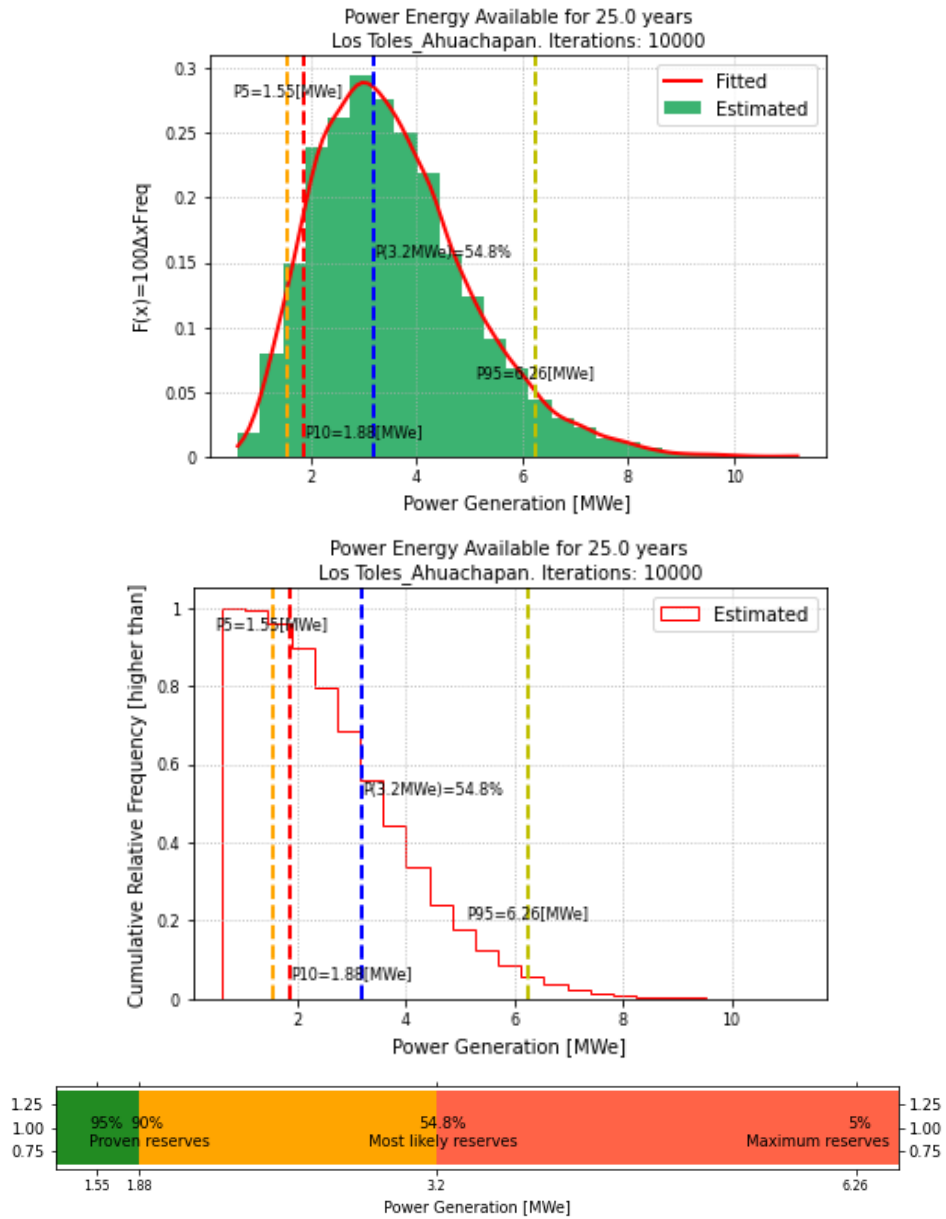 Power Energy Available for 25.0 years
Los Toles_Ahuachapan. Iterations: 10000
0.3
P5=1.55[MWe]
Fitted
Estimated
0.25
0.2
F(x)=100ΔxFreq
P(3.2MWe)=54.8%
0.15
0.1
P95=6.26[MWe]
0.05
P10=1.88[MWe]
0
2 4 6 8 10
Power Generation [MWe]
Power Energy Available for 25.0 years
Los Toles_Ahuachapan. Iterations: 10000
Cumulative Relative Frequency [higher than]
1
Estimated
P5=1.55[MWe]
0.8
0.6
P(3.2MWe)=54.8%
0.4
0.2
P95=6.26[MWe]
P10=1.88[MWe]
0
2 4 6 8 10
Power Generation [MWe]
1.25 1.25
1.00 95% 90% 54.8% 5% 1.00
0.75 Proven reserves Most likely reserves Maximum reserves 0.75
1.55 1.88 3.2 6.26
Power Generation [MWe]